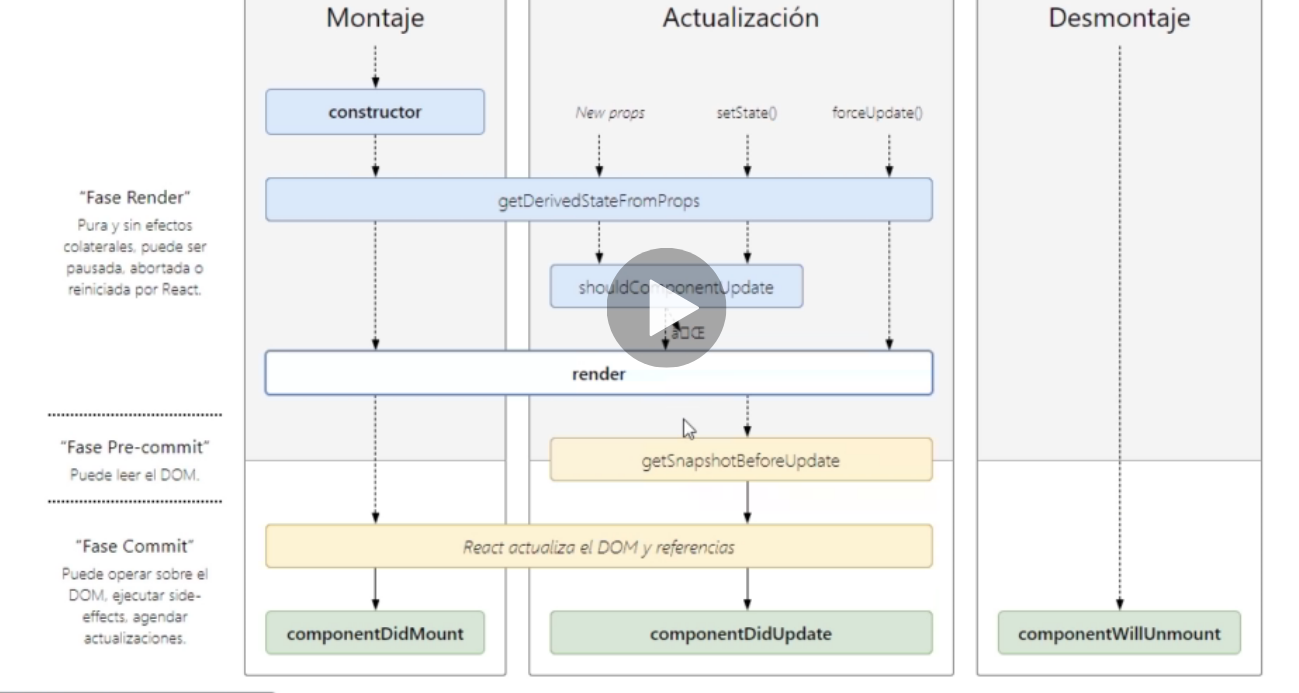 Montaje
Actualización
Desmontaje
constructor
New props
setState()
forceUpdate()
"Fase Render"
Pura y sin efectos
colaterales, puede ser
pausada, abortada o
reiniciada por React.
getDerivedStateFromProps
shouldComponentUpdate
render
"Fase Pre-commit"
Puede leer el DOM.
getSnapshotBeforeUpdate
"Fase Commit"
Puede operar sobre el
DOM, ejecutar side-
effects, agendar
actualizaciones.
React actualiza el DOM y referencias
componentDidMount
componentDidUpdate
componentWillUnmount